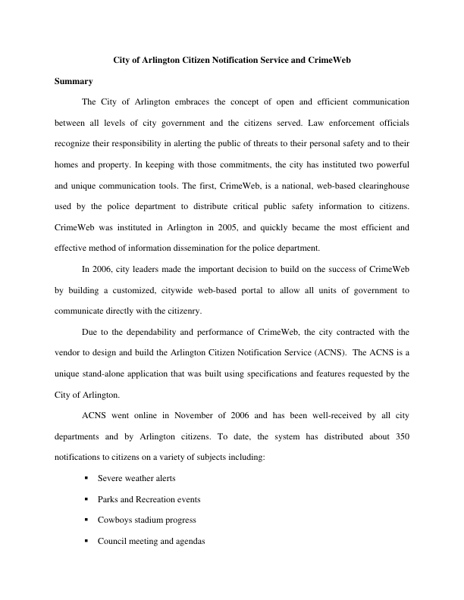 City of Arlington Citizen Notification Service and CrimeWeb
Summary
The City of Arlington embraces the concept of open and efficient communication
between all levels of city government and the citizens served. Law enforcement officials
recognize their responsibility in alerting the public of threats to their personal safety and to their
homes and property. In keeping with those commitments, the city has instituted two powerful
and unique communication tools. The first, CrimeWeb, is a national, web-based clearinghouse
used by the police department to distribute critical public safety information to citizens.
CrimeWeb was instituted in Arlington in 2005, and quickly became the most efficient and
effective method of information dissemination for the police department.
In 2006, city leaders made the important decision to build on the success of CrimeWeb
by building a customized, citywide web-based portal to allow all units of government to
communicate directly with the citizenry.
Due to the dependability and performance of CrimeWeb, the city contracted with the
vendor to design and build the Arlington Citizen Notification Service (ACNS). The ACNS is a
unique stand-alone application that was built using specifications and features requested by the
City of Arlington.
ACNS went online in November of 2006 and has been well-received by all city
departments and by Arlington citizens. To date, the system has distributed about 350
notifications to citizens on a variety of subjects including:
▪ Severe weather alerts
▪ Parks and Recreation events
▪ Cowboys stadium progress
▪ Council meeting and agendas